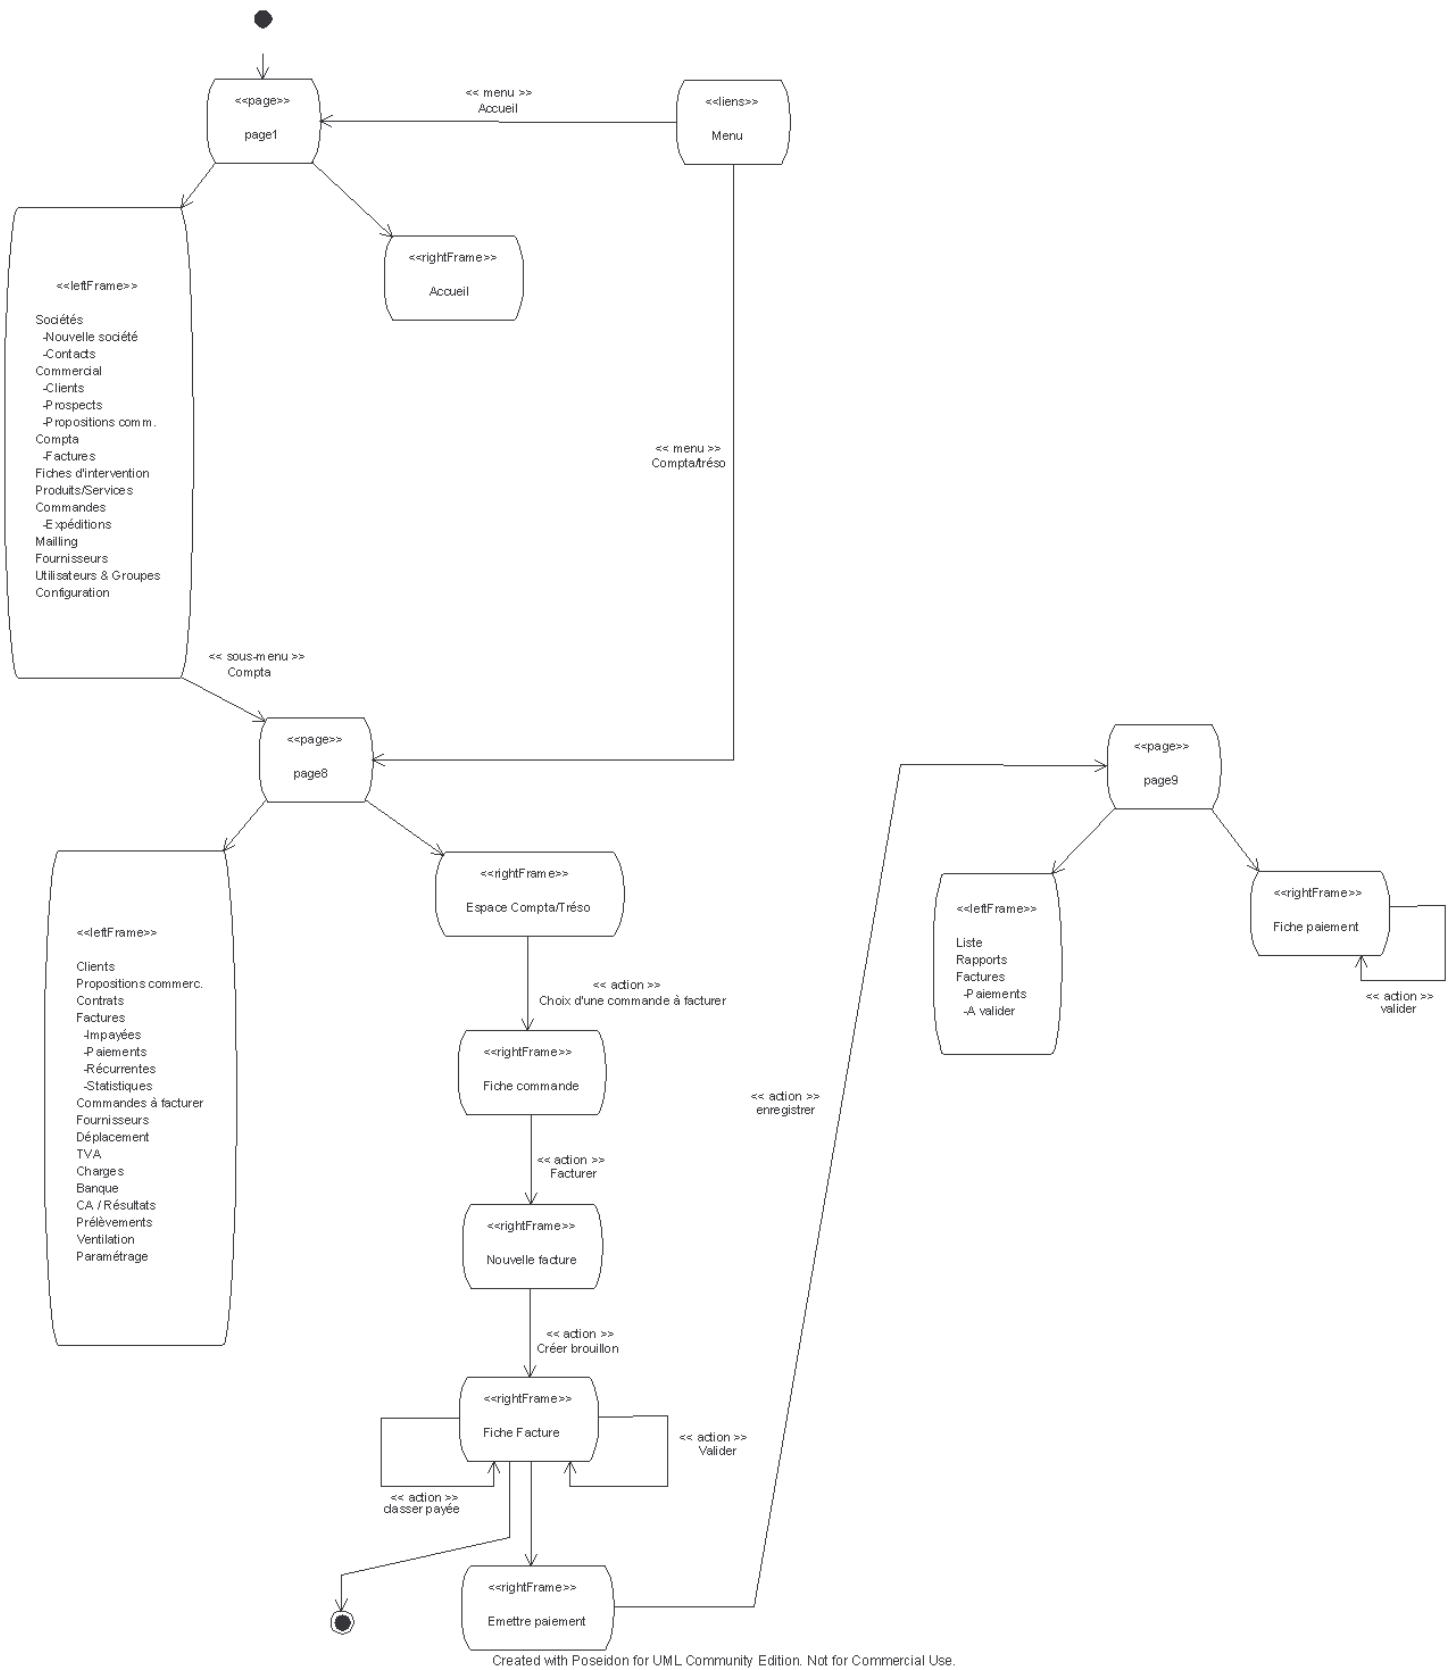 <<page>>
page1
<< menu >>
Accueil
<<liens>>
Menu
<<rightFrame>>
Accueil
<<leftFrame>>
Sociétés
-Nouvelle société
-Contacts
Commercial
-Clients
-Prospects
-Propositions comm.
Compta
-Factures
Fiches d'intervention
Produits/Services
Commandes
-Expéditions
Mailling
Fournisseurs
Utilisateurs & Groupes
Configuration
<< menu >>
Compta/tréso
<< sous-menu >>
Compta
<<page>>
page8
<<leftFrame>>
Clients
Propositions commerc.
Contrats
Factures
-Impayées
-Paiements
-Récurrentes
-Statistiques
Commandes à facturer
Fournisseurs
Déplacement
TVA
Charges
Banque
CA / Résultats
Prélèvements
Ventilation
Paramétrage
<<rightFrame>>
Espace Compta/Tréso
<< action >>
Choix d'une commande à facturer
<<rightFrame>>
Fiche commande
<< action >>
Facturer
<<rightFrame>>
Nouvelle facture
<< action >>
Créer brouillon
<<rightFrame>>
Fiche Facture
<< action >>
Valider
<< action >>
classer payée
<<rightFrame>>
Emettre paiement
<< action >>
enregistrer
<<page>>
page9
<<leftFrame>>
Liste
Rapports
Factures
-Paiements
-A valider
<<rightFrame>>
Fiche paiement
<< action >>
valider
Created with Poseidon for UML Community Edition. Not for Commercial Use.